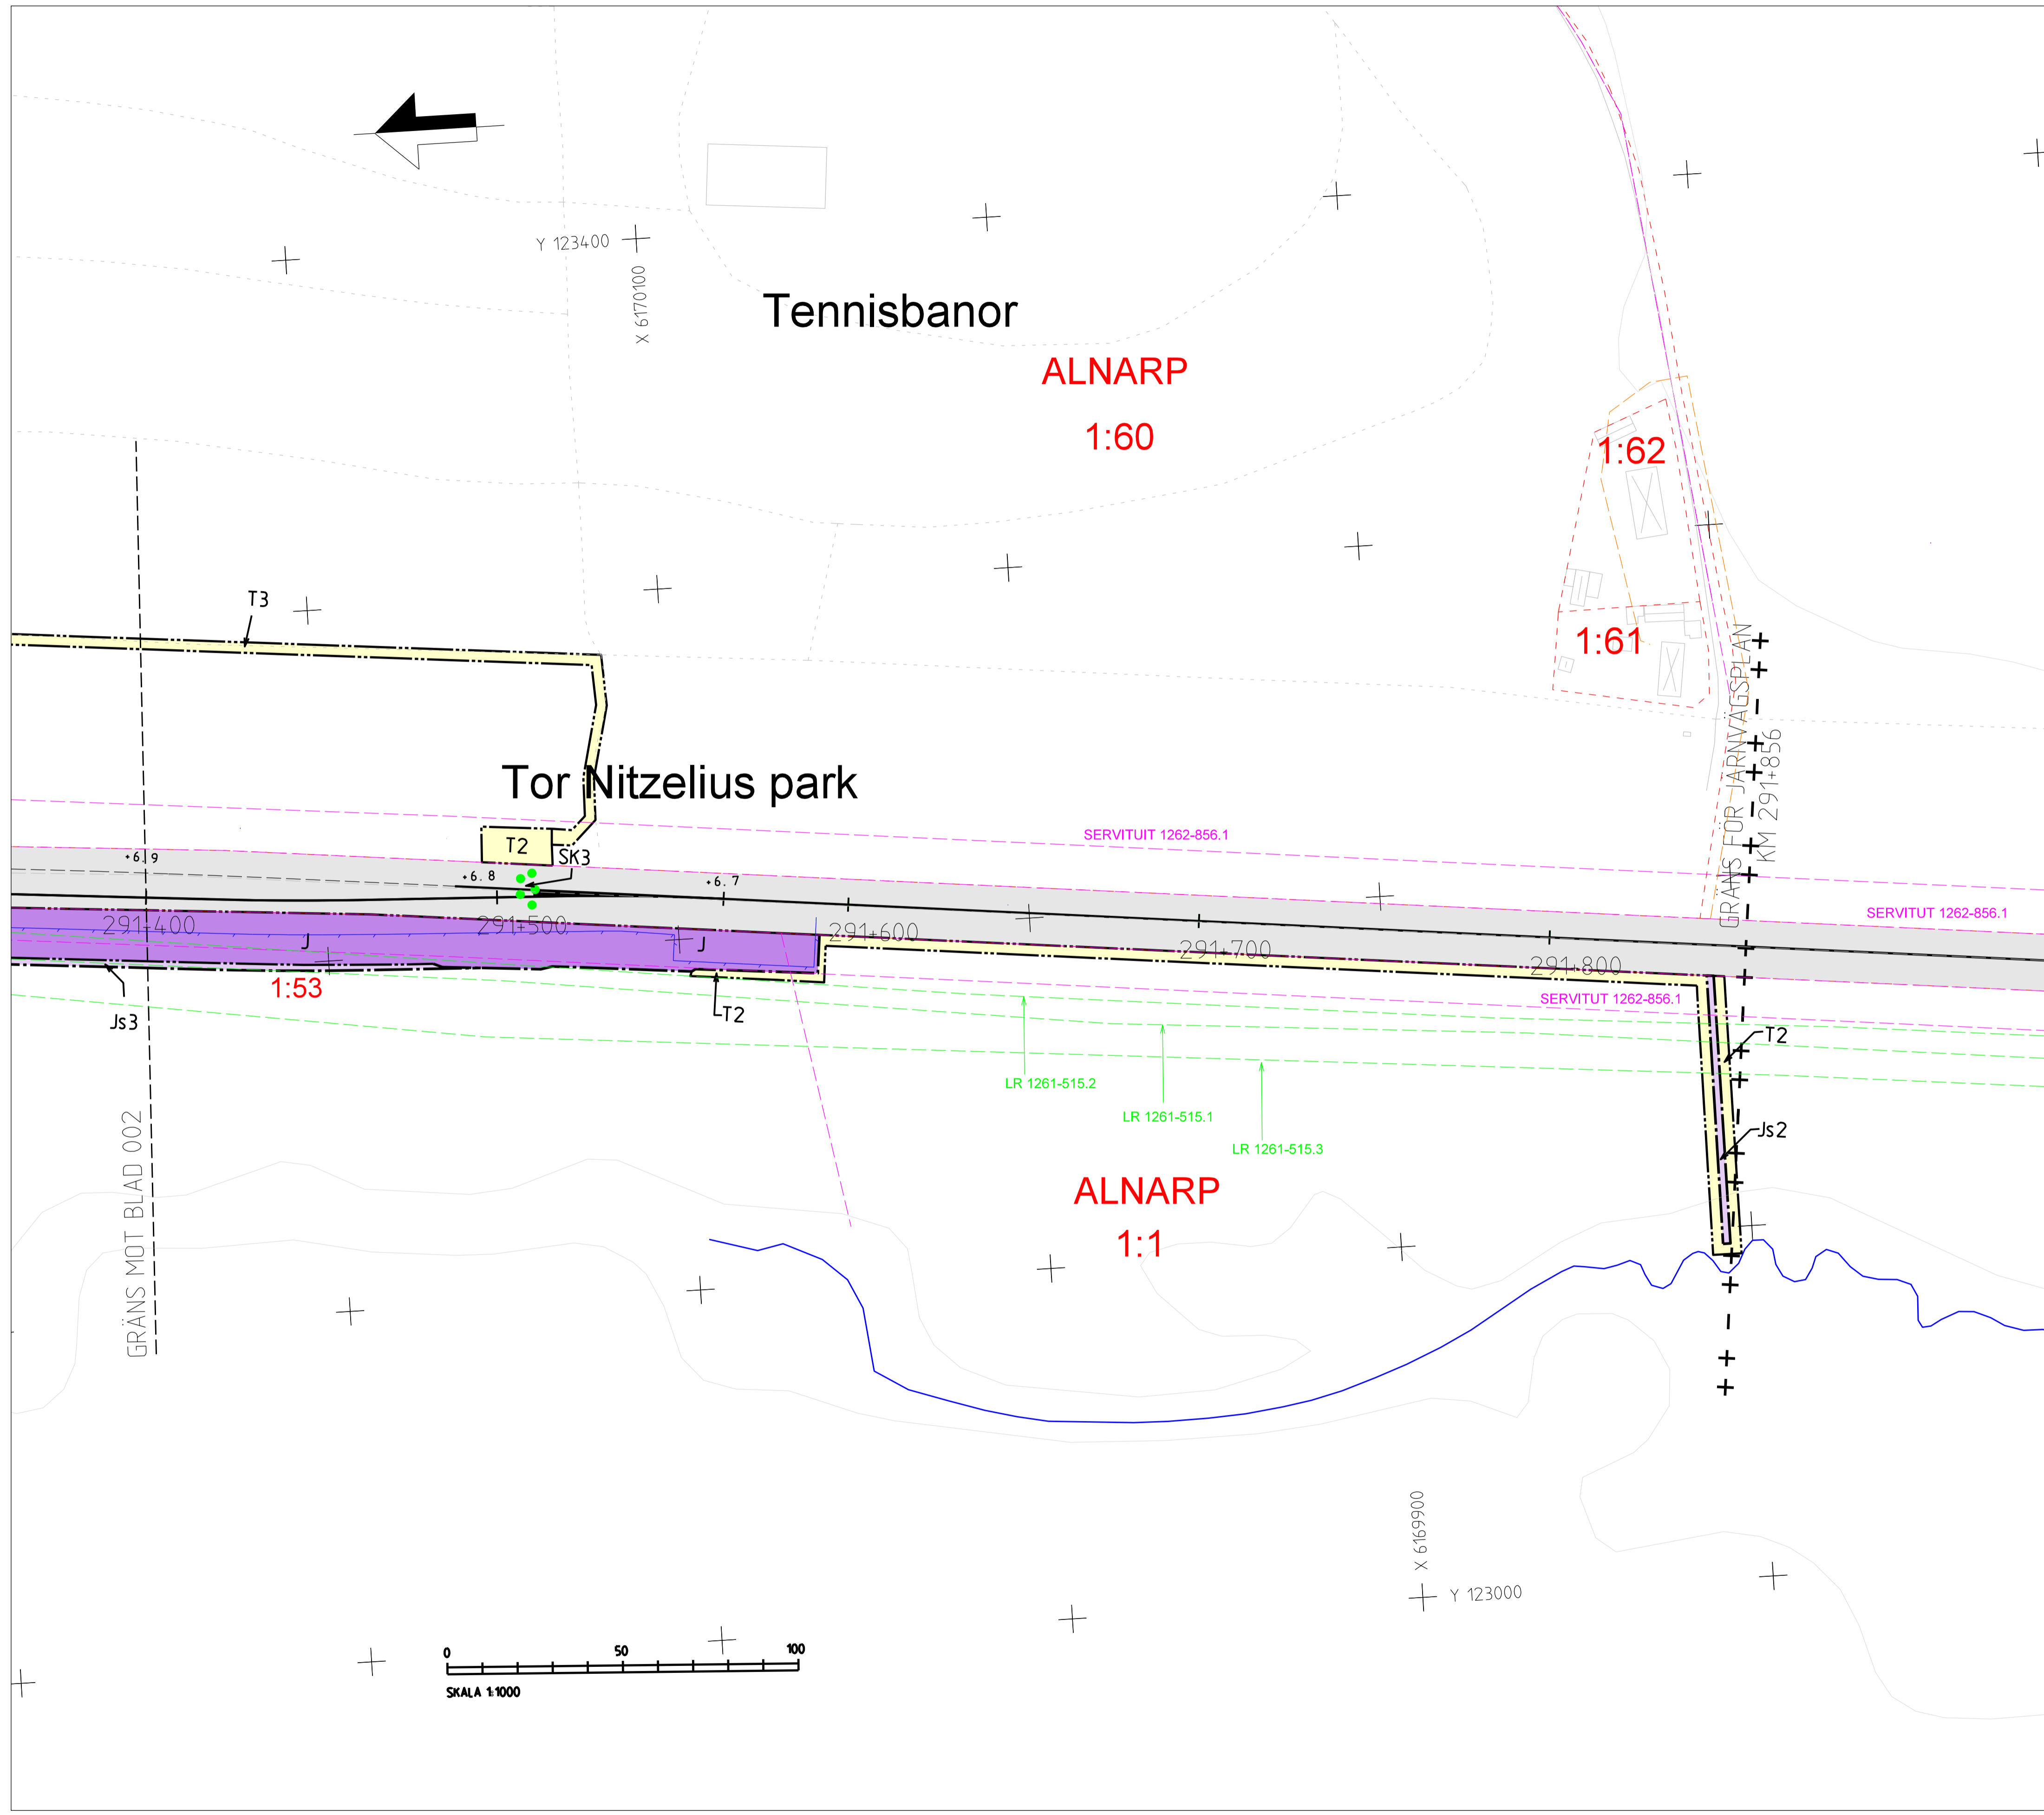 Y 123400
X 6170100
Tennisbanor
ALNARP
1:60
1:62
1:61
T3
Tor Nitzelius park
GRÄNS FÖR JÄRNVÄGSPLAN
KM 291+856
SERVITUIT 1262-856.1
T2
SK3
+6.9
+6.8
+6.7
SERVITUT 1262-856.1
291+400
291+500
291+600
291+700
291+800
J
J
1:53
SERVITUT 1262-856.1
Js3
T2
T2
LR 1261-515.2
LR 1261-515.1
LR 1261-515.3
Js2
GRÄNS MOT BLAD 002
ALNARP
1:1
X 6169900
Y 123000
0 50 100
SKALA 1:1000